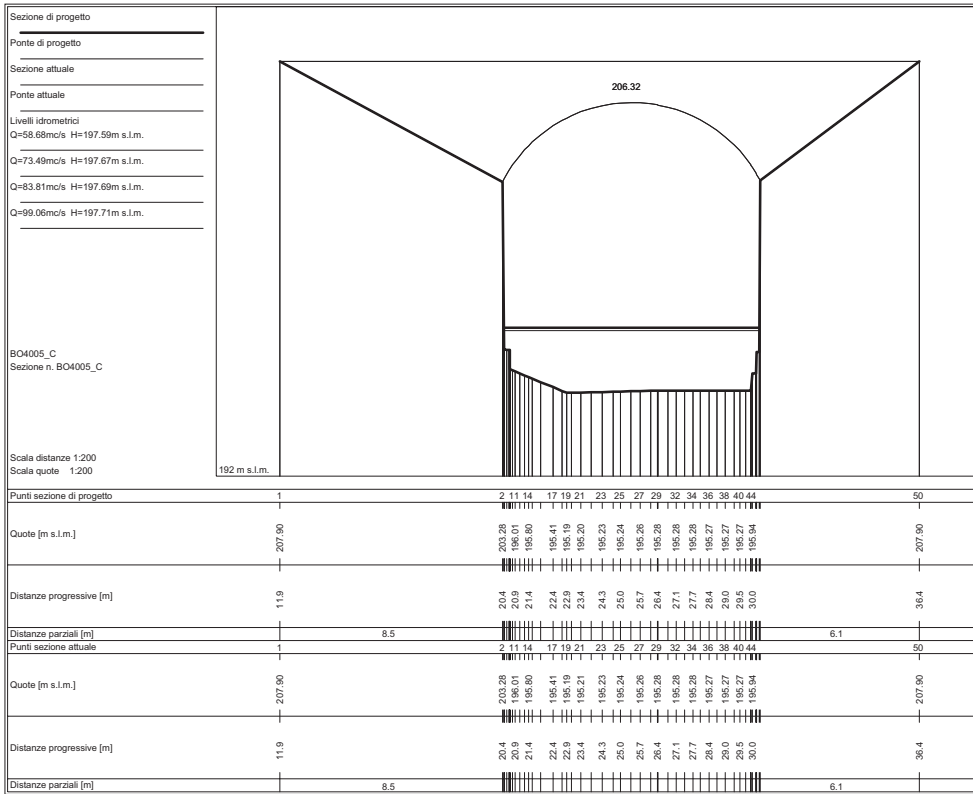 Sezione di progetto
Ponte di progetto
Sezione attuale
Ponte attuale
Livelli idrometrici
Q=58.68mc/s H=197.59m s.l.m.
Q=73.49mc/s H=197.67m s.l.m.
Q=83.81mc/s H=197.69m s.l.m.
Q=99.06mc/s H=197.71m s.l.m.
206.32
BO4005_C
Sezione n. BO4005_C
Scala distanze 1:200
Scala quote 1:200
192 m s.l.m.
Punti sezione di progetto 1 2 11 14 17 19 21 23 25 27 29 32 34 36 38 40 44 50
Quote [m s.l.m.] 207.90 203.28 196.01 195.80 195.41 195.19 195.20 195.23 195.24 195.26 195.28 195.28 195.28 195.27 195.27 195.27 195.94 207.90
Distanze progressive [m] 11.9 20.4 20.9 21.4 22.4 22.9 23.4 24.3 25.0 25.7 26.4 27.1 27.7 28.4 29.0 29.5 30.0 36.4
Distanze parziali [m] 8.5 6.1
Punti sezione attuale 1 2 11 14 17 19 21 23 25 27 29 32 34 36 38 40 44 50
Quote [m s.l.m.] 207.90 203.28 196.01 195.80 195.41 195.19 195.21 195.23 195.24 195.26 195.28 195.28 195.28 195.27 195.27 195.27 195.94 207.90
Distanze progressive [m] 11.9 20.4 20.9 21.4 22.4 22.9 23.4 24.3 25.0 25.7 26.4 27.1 27.7 28.4 29.0 29.5 30.0 36.4
Distanze parziali [m] 8.5 6.1